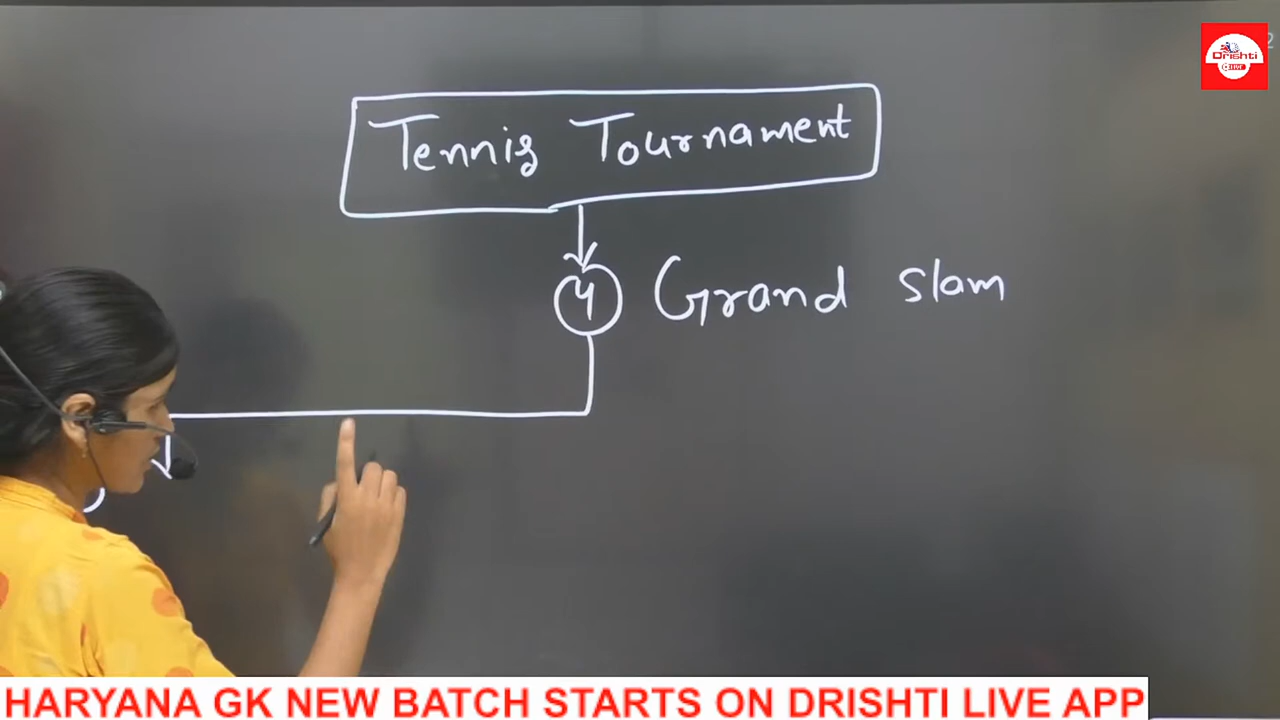 Drishti
Tennis Tournament
4 Grand slam
HARYANA GK NEW BATCH STARTS ON DRISHTI LIVE APP